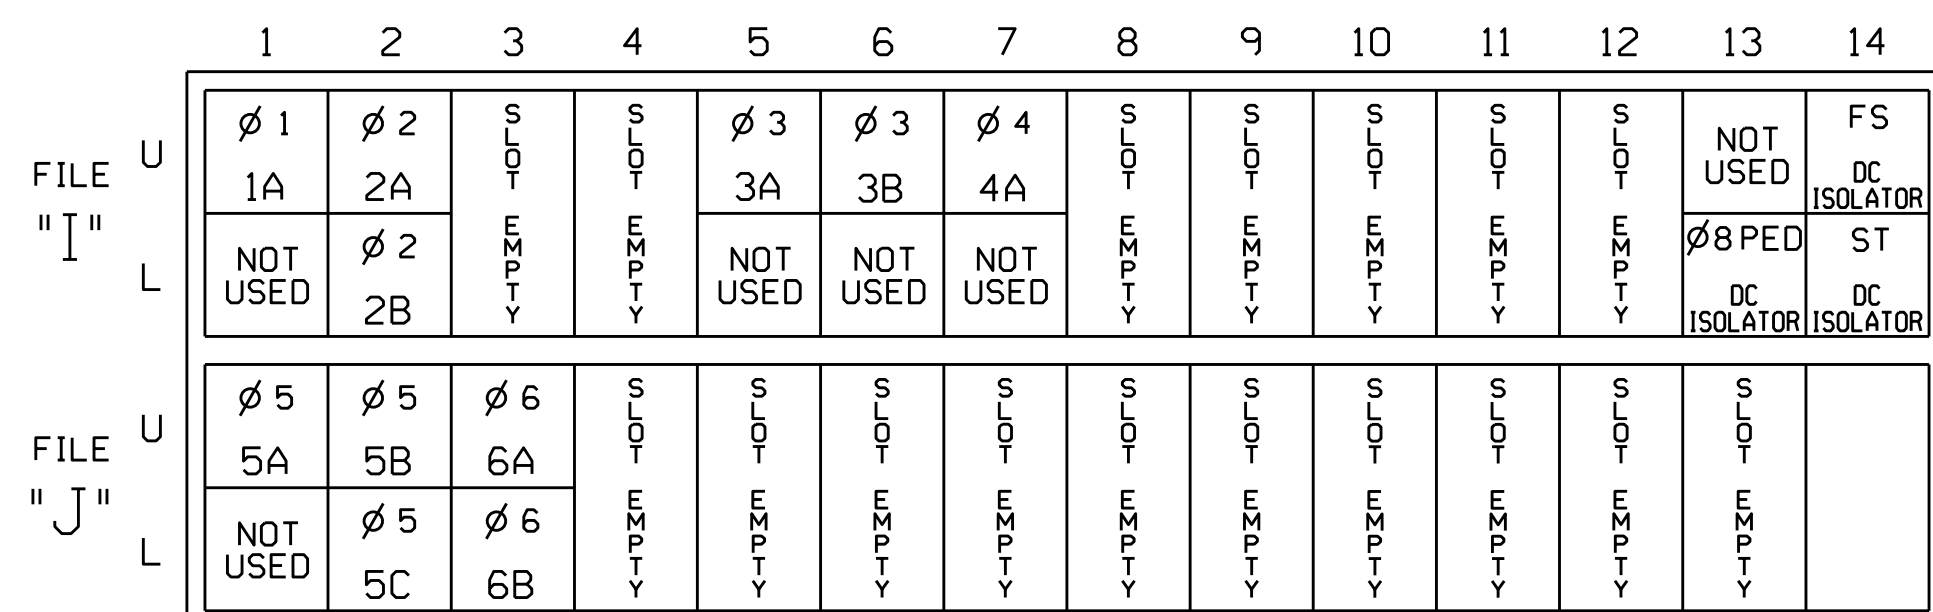 1 2 3 4 5 6 7 8 9 10 11 12 13 14
FILE "I"
U
L
Ø 1
1A
NOT USED
Ø 2
2A
Ø 2
2B
SLOT EMPTY
SLOT EMPTY
Ø 3
3A
NOT USED
Ø 3
3B
NOT USED
Ø 4
4A
NOT USED
SLOT EMPTY
SLOT EMPTY
SLOT EMPTY
SLOT EMPTY
SLOT EMPTY
NOT USED
Ø8 PED
DC ISOLATOR
FS
DC ISOLATOR
ST
DC ISOLATOR
FILE "J"
U
L
Ø 5
5A
NOT USED
Ø 5
5B
Ø 5
5C
Ø 6
6A
Ø 6
6B
SLOT EMPTY
SLOT EMPTY
SLOT EMPTY
SLOT EMPTY
SLOT EMPTY
SLOT EMPTY
SLOT EMPTY
SLOT EMPTY
SLOT EMPTY
SLOT EMPTY